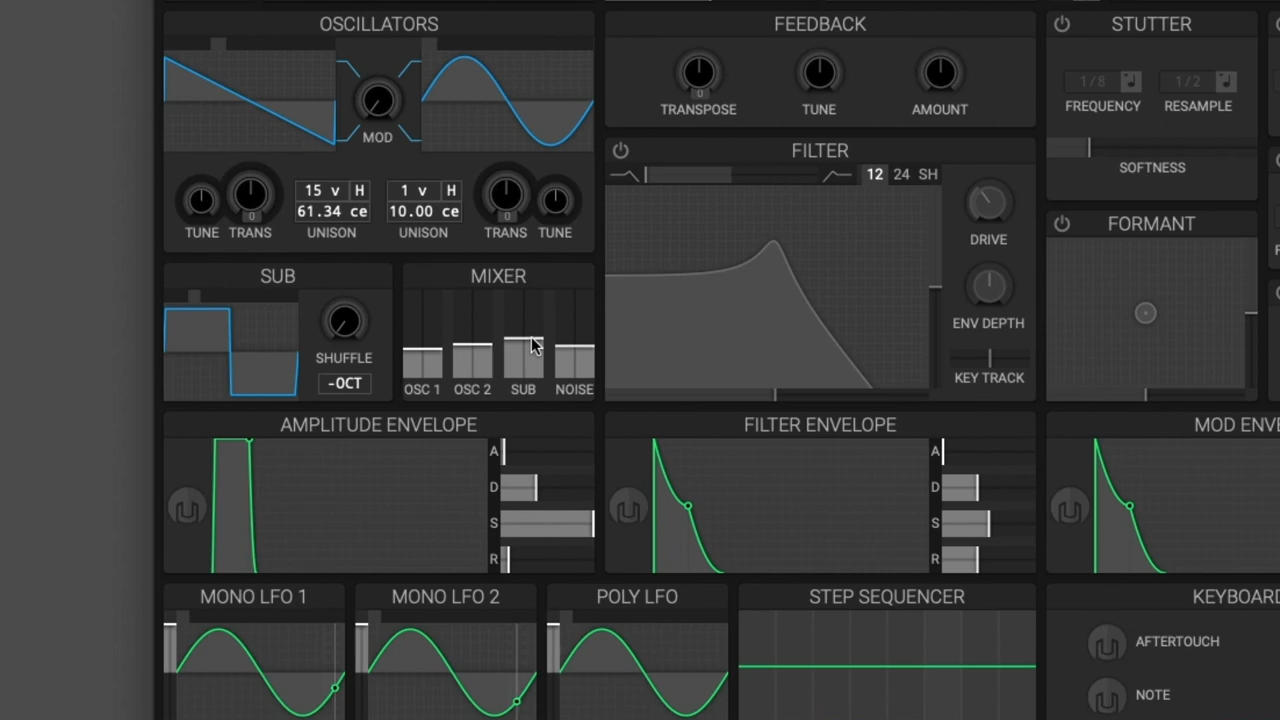 OSCILLATORS
MOD
TUNE
0
TRANS
15 v H
61.34 ce
UNISON
1 v H
10.00 ce
UNISON
0
TRANS
TUNE
SUB
SHUFFLE
-OCT
MIXER
OSC 1
OSC 2
SUB
NOISE
FEEDBACK
0
TRANSPOSE
TUNE
AMOUNT
FILTER
12 24 SH
DRIVE
ENV DEPTH
KEY TRACK
STUTTER
1/8
FREQUENCY
1/2
RESAMPLE
SOFTNESS
FORMANT
AMPLITUDE ENVELOPE
A
D
S
R
FILTER ENVELOPE
A
D
S
R
MOD ENVE
MONO LFO 1
MONO LFO 2
POLY LFO
STEP SEQUENCER
KEYBOARD
AFTERTOUCH
NOTE